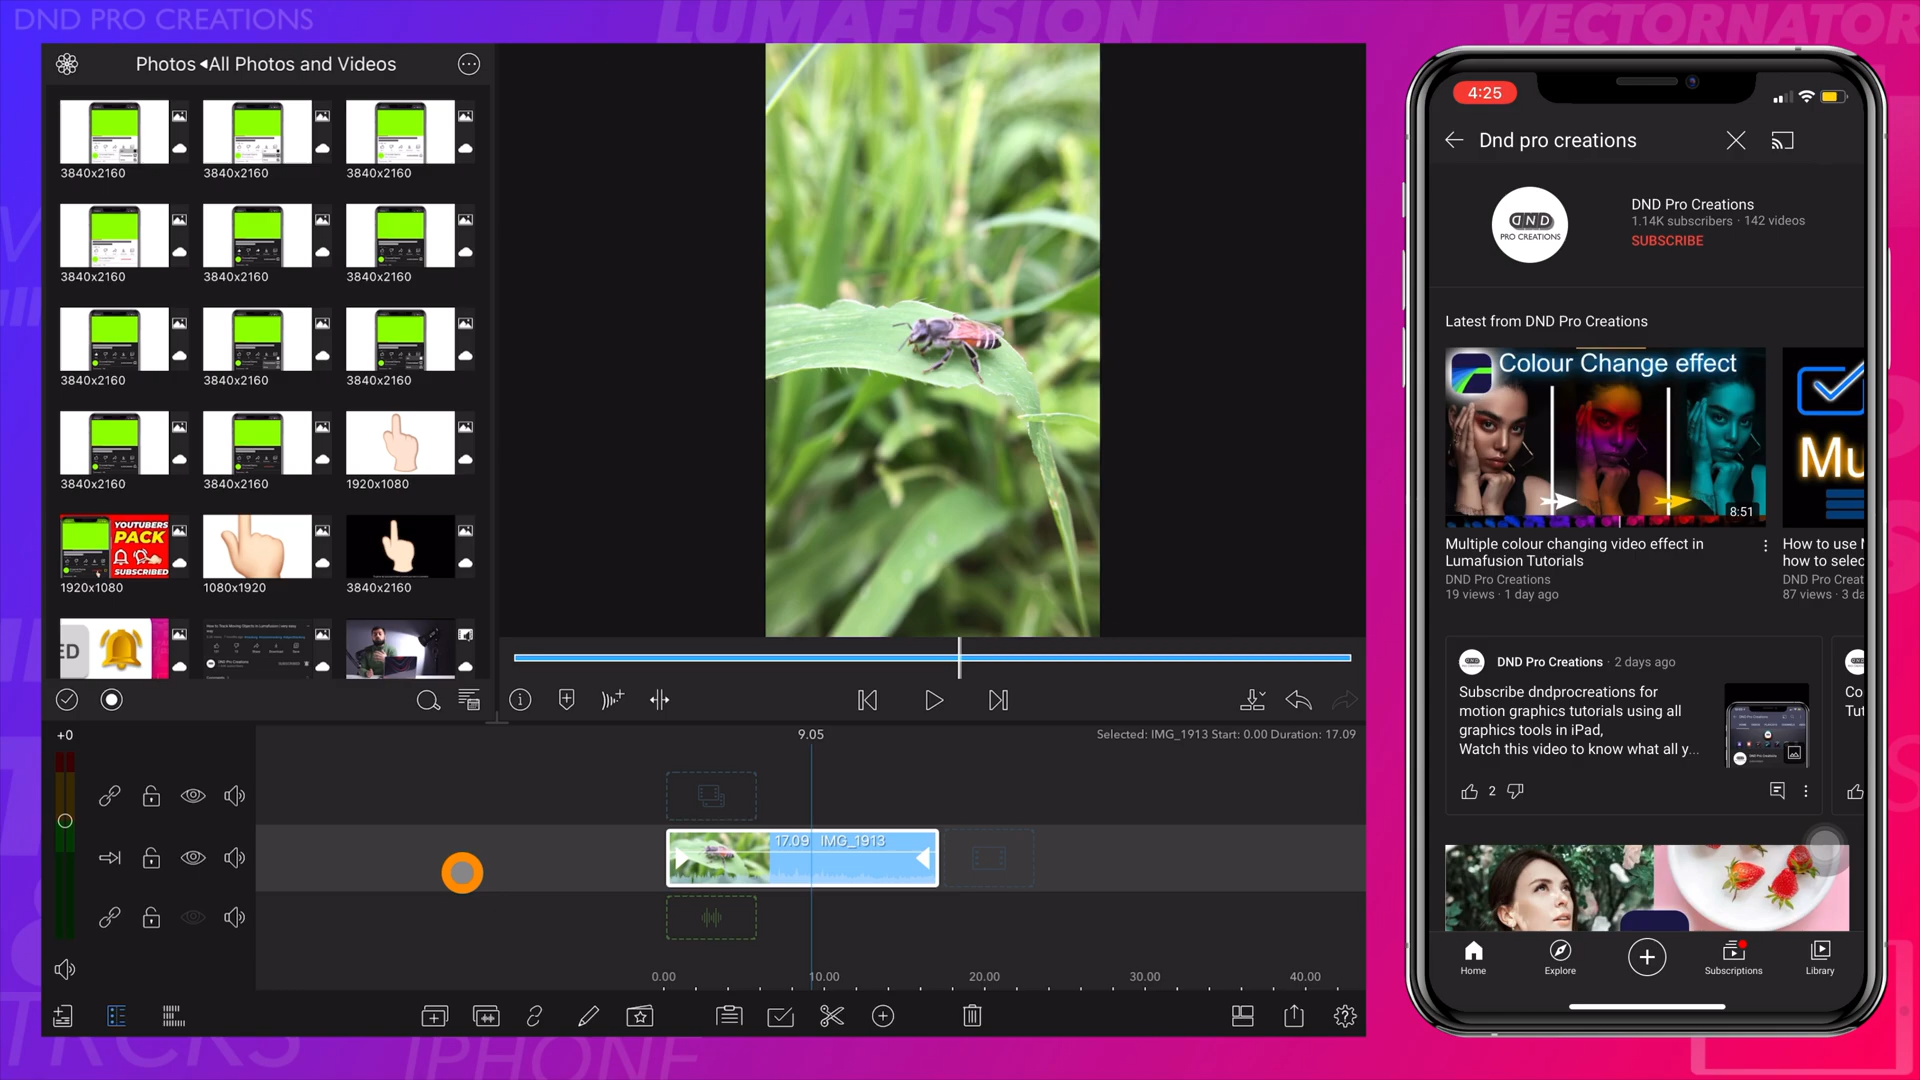 DND PRO CREATIONS
LUMAFUSION
VECTORNATOR
Photos ◂All Photos and Videos
3840x2160
3840x2160
3840x2160
3840x2160
3840x2160
3840x2160
3840x2160
3840x2160
3840x2160
3840x2160
3840x2160
1920x1080
YOUTUBERS
PACK
SUBSCRIBED
1920x1080
1080x1920
3840x2160
ED
+0
9.05
Selected: IMG_1913 Start: 0.00 Duration: 17.09
17.09 IMG_1913
0.00
10.00
20.00
30.00
40.00
IPHONE
4:25
Dnd pro creations
DND
PRO CREATIONS
DND Pro Creations
1.14K subscribers · 142 videos
SUBSCRIBE
Latest from DND Pro Creations
Colour Change effect
8:51
Mu
Multiple colour changing video effect in
Lumafusion Tutorials
DND Pro Creations
19 views · 1 day ago
How to use
how to selec
DND Pro Creat
87 views · 3 da
DND Pro Creations · 2 days ago
Subscribe dndprocreations for
motion graphics tutorials using all
graphics tools in iPad,
Watch this video to know what all y...
2
Co
Tut
Home
Explore
Subscriptions
Library